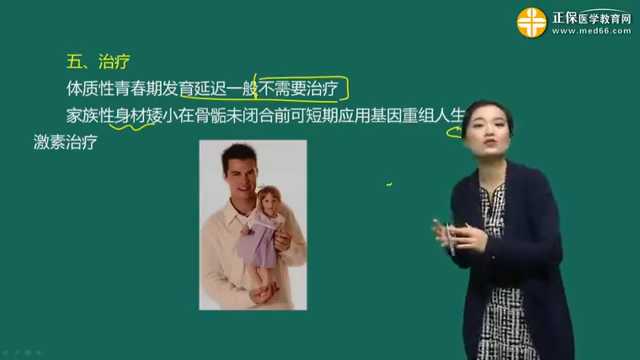 正保医学教育网
www.med66.com
五、治疗
体质性青春期发育延迟一般不需要治疗
家族性身材矮小在骨骺未闭合前可短期应用基因重组人生
激素治疗